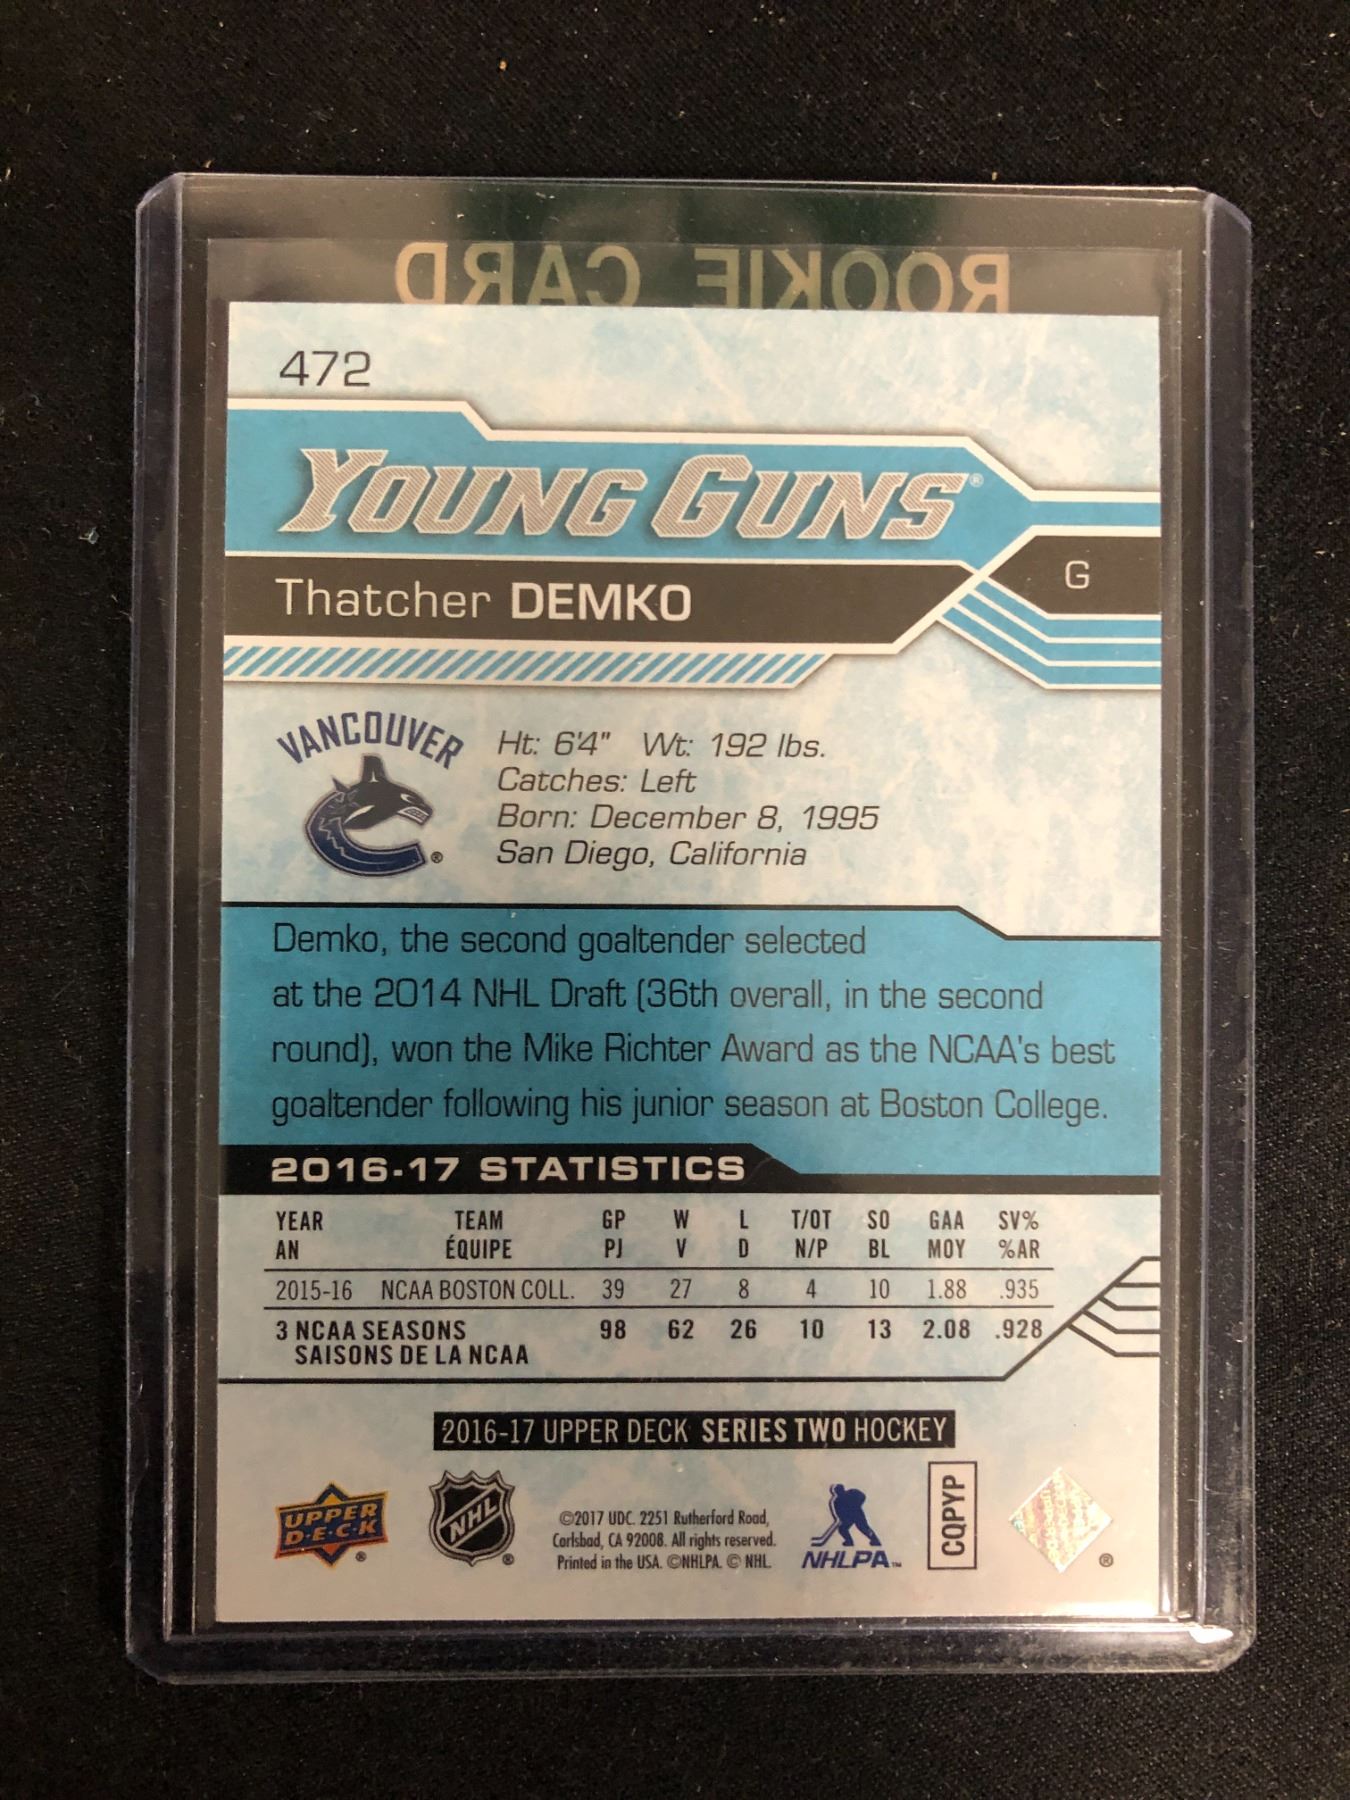 ROOKIE CARD
472
YOUNG GUNS®
Thatcher DEMKO
G
VANCOUVER
®
Ht: 6'4" Wt: 192 lbs.
Catches: Left
Born: December 8, 1995
San Diego, California
Demko, the second goaltender selected
at the 2014 NHL Draft (36th overall, in the second
round), won the Mike Richter Award as the NCAA's best
goaltender following his junior season at Boston College.
2016-17 STATISTICS
YEAR TEAM GP W L T/OT SO GAA SV%
AN ÉQUIPE PJ V D N/P BL MOY %AR
2015-16 NCAA BOSTON COLL. 39 27 8 4 10 1.88 .935
3 NCAA SEASONS 98 62 26 10 13 2.08 .928
SAISONS DE LA NCAA
2016-17 UPPER DECK SERIES TWO HOCKEY
UPPER
D·E·C·K
®
NHL
®
©2017 UDC. 2251 Rutherford Road,
Carlsbad, CA 92008. All rights reserved.
Printed in the USA. ©NHLPA. © NHL.
NHLPA™
CQPYP
®